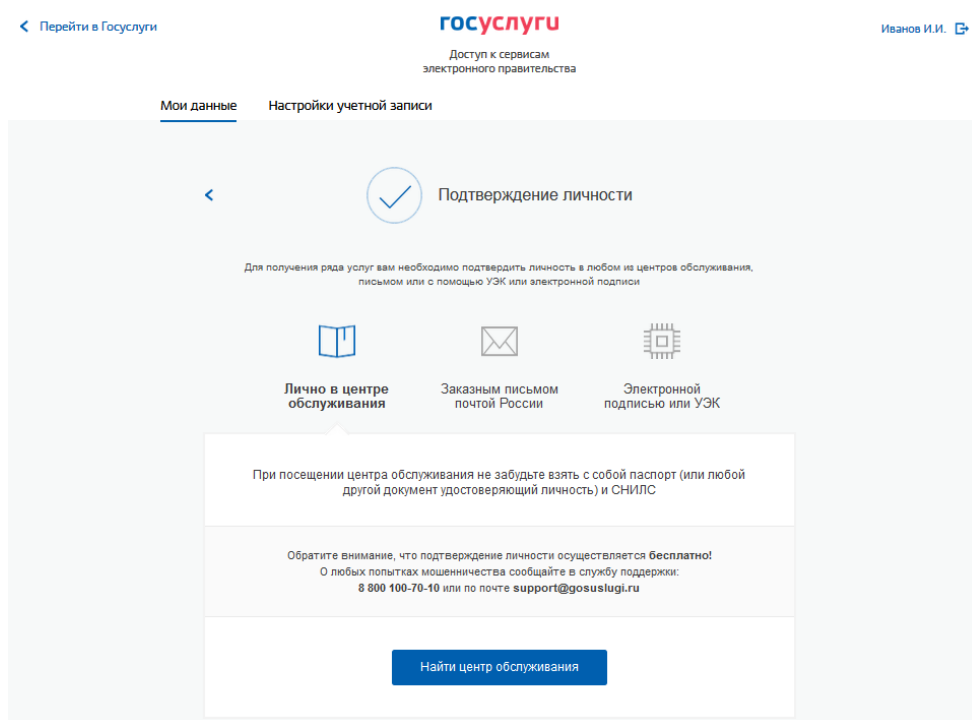 Перейти в Госуслуги
госуслуги
Иванов И.И.
Доступ к сервисам
электронного правительства
Мои данные
Настройки учетной записи
Подтверждение личности
Для получения ряда услуг вам необходимо подтвердить личность в любом из центров обслуживания,
письмом или с помощью УЭК или электронной подписи
Лично в центре
обслуживания
Заказным письмом
почтой России
Электронной
подписью или УЭК
При посещении центра обслуживания не забудьте взять с собой паспорт (или любой
другой документ удостоверяющий личность) и СНИЛС
Обратите внимание, что подтверждение личности осуществляется бесплатно!
О любых попытках мошенничества сообщайте в службу поддержки:
8 800 100-70-10 или по почте support@gosuslugi.ru
Найти центр обслуживания